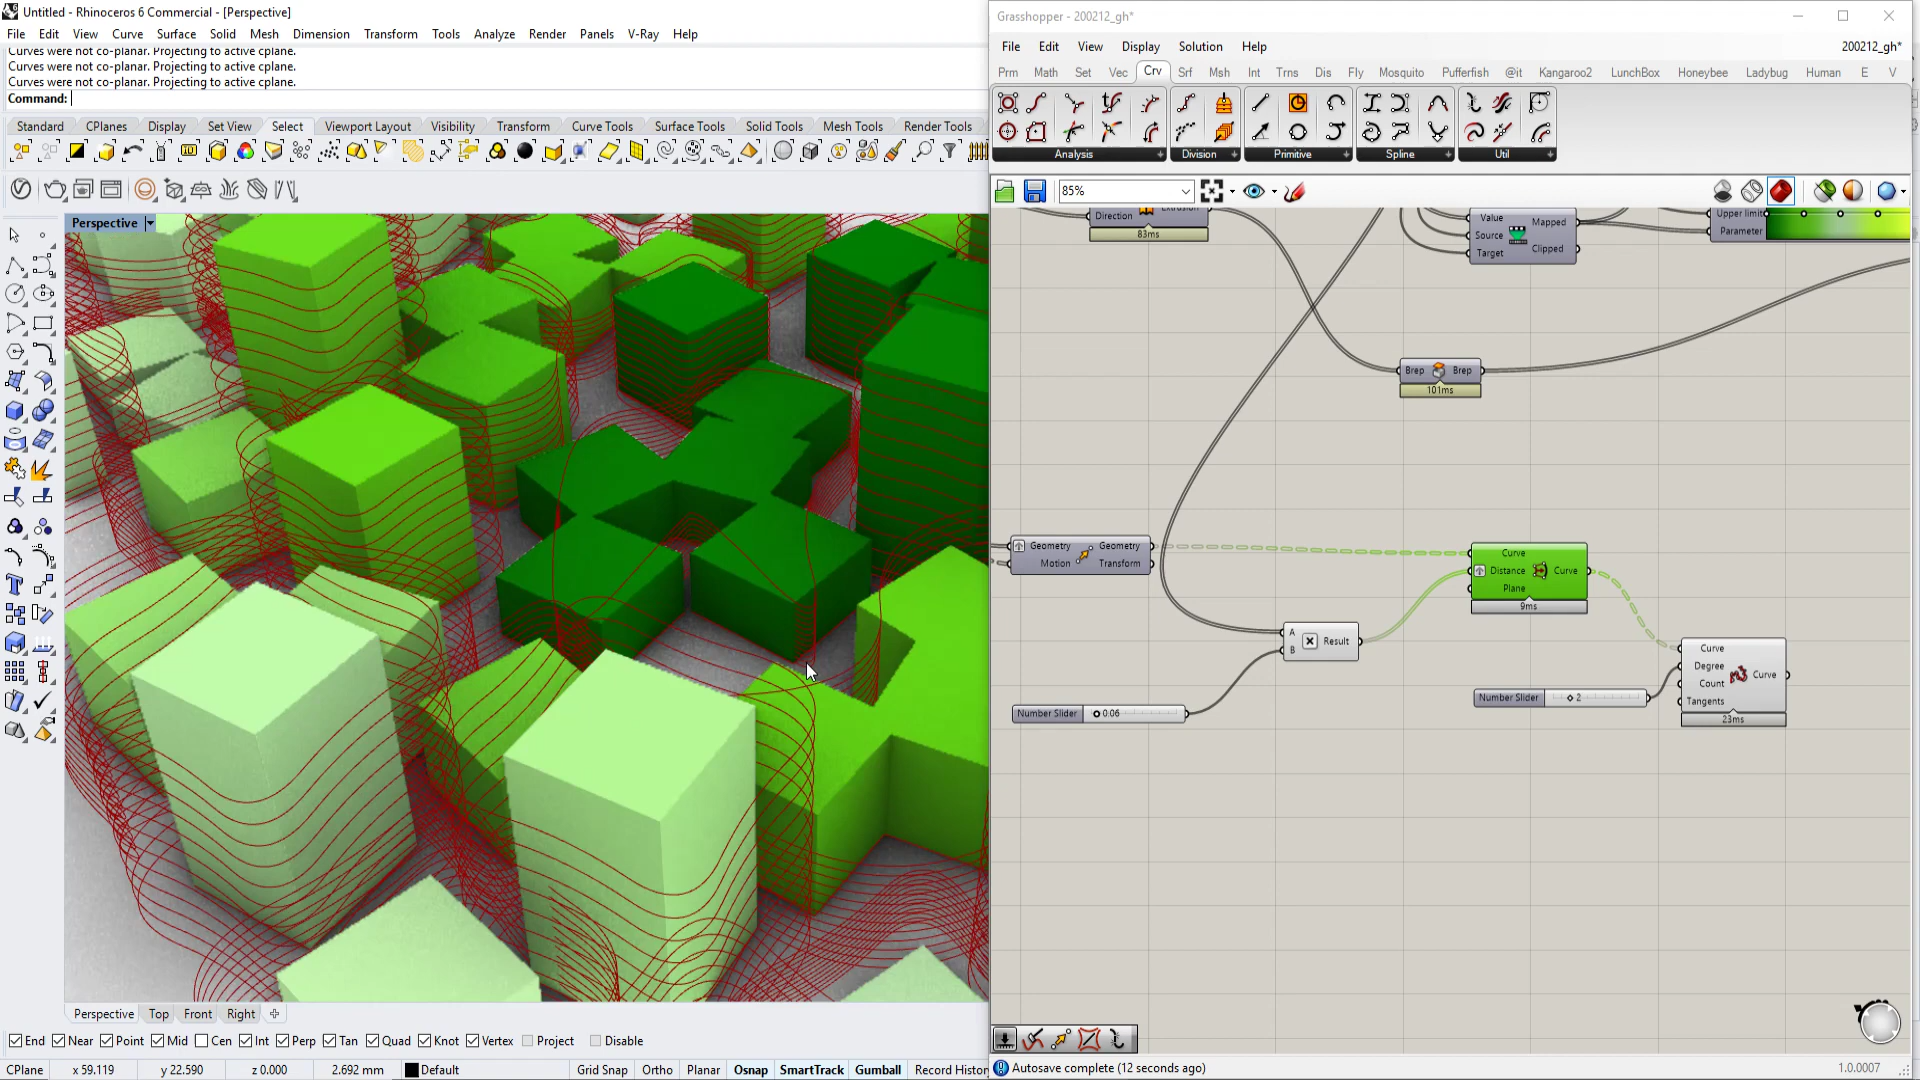 Untitled - Rhinoceros 6 Commercial - [Perspective]
File Edit View Curve Surface Solid Mesh Dimension Transform Tools Analyze Render Panels V-Ray Help
Curves were not co-planar. Projecting to active cplane.
Curves were not co-planar. Projecting to active cplane.
Curves were not co-planar. Projecting to active cplane.
Command:
Standard CPlanes Display Set View Select Viewport Layout Visibility Transform Curve Tools Surface Tools Solid Tools Mesh Tools Render Tools
Perspective
Perspective Top Front Right
End Near Point Mid Cen Int Perp Tan Quad Knot Vertex Project Disable
CPlane x 59.119 y 22.590 z 0.000 2.692 mm Default Grid Snap Ortho Planar Osnap SmartTrack Gumball Record Histor
Grasshopper - 200212_gh*
File Edit View Display Solution Help 200212_gh*
Prm Math Set Vec Crv Srf Msh Int Trns Dis Fly Mosquito Pufferfish @it Kangaroo2 LunchBox Honeybee Ladybug Human E V
Analysis Division Primitive Spline Util
85%
Direction Extrusion
83ms
Value Mapped
Source
Target Clipped
Upper limit
Parameter
Brep Brep
101ms
Geometry Geometry
Motion Transform
Curve
Distance Curve
Plane
9ms
A
B Result
Number Slider 0.06
Number Slider 2
Curve
Degree
Count Curve
Tangents
23ms
Autosave complete (12 seconds ago) 1.0.0007